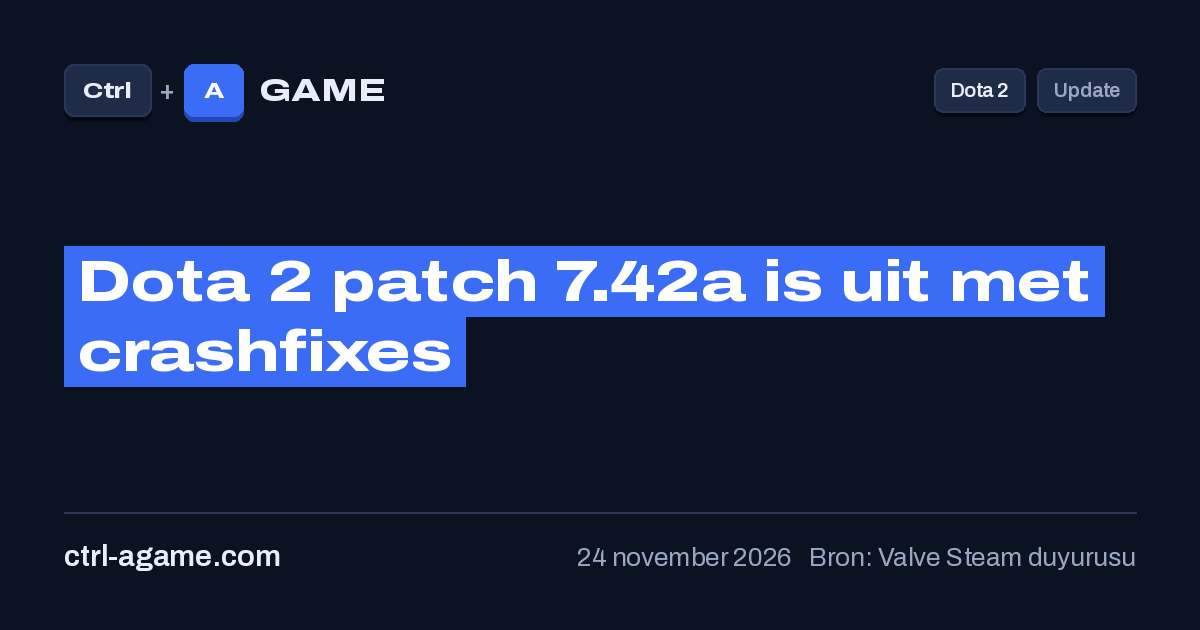 Ctrl + A GAME
Dota 2 Update
Dota 2 patch 7.42a is uit met
crashfixes
ctrl-agame.com
24 november 2026 Bron: Valve Steam duyurusu